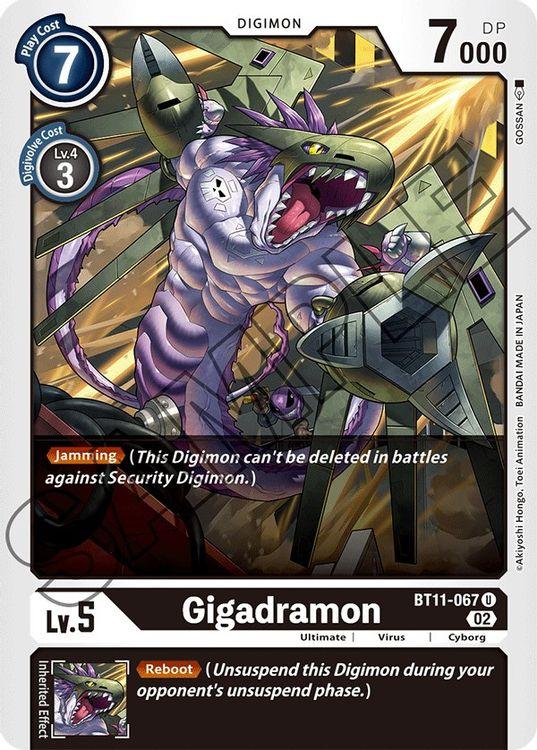 DIGIMON
Play Cost
7
DP
7000
Digivolve Cost
Lv.4
3
GOSSAN
BANDAI MADE IN JAPAN
©Akiyoshi Hongo, Toei Animation
SAMPLE
Jamming (This Digimon can't be deleted in battles
against Security Digimon.)
Lv.5
Gigadramon
BT11-067 U
02
Ultimate | Virus | Cyborg
Inherited Effect
Reboot (Unsuspend this Digimon during your
opponent's unsuspend phase.)